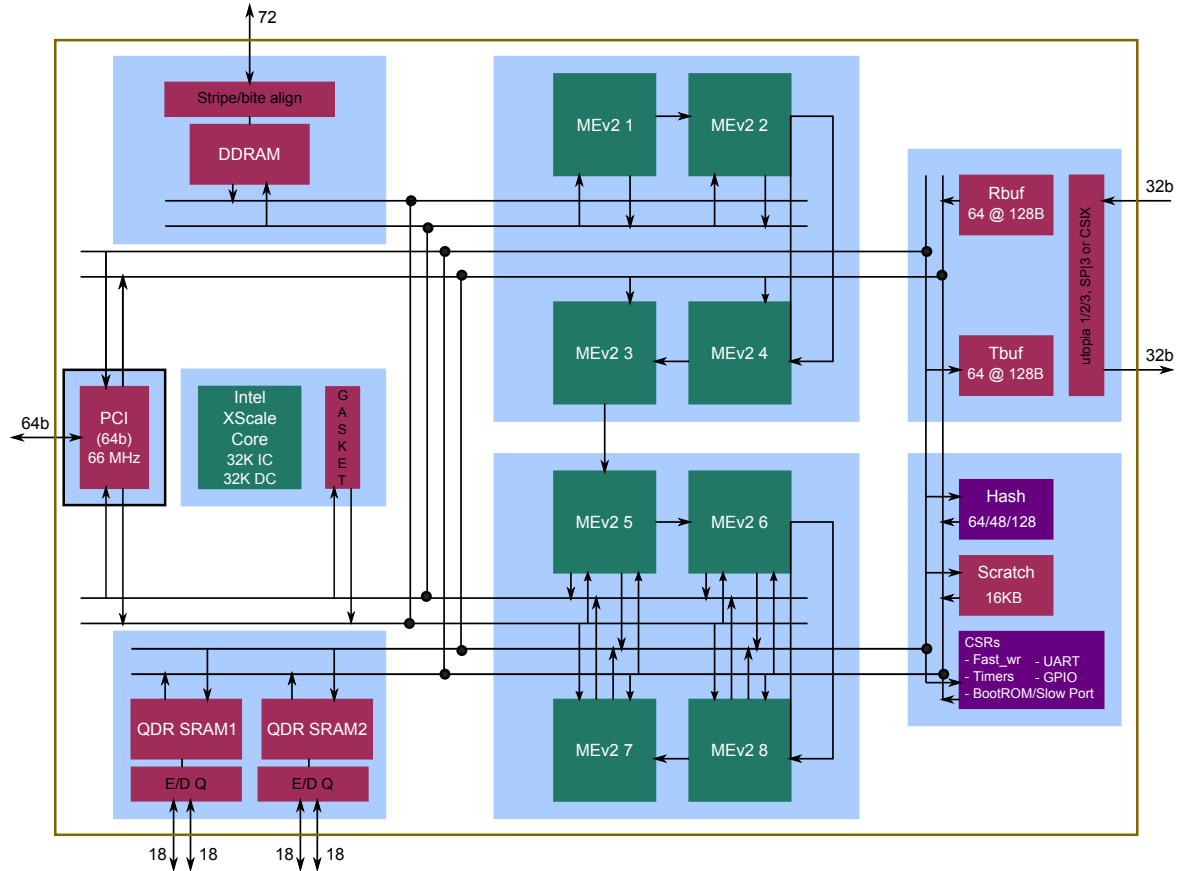 72
Stripe/bite align
DDRAM
MEv2 1
MEv2 2
Rbuf
64 @ 128B
utopia 1/2/3, SP|3 or CSIX
32b
MEv2 3
MEv2 4
Tbuf
64 @ 128B
32b
64b
PCI
(64b)
66 MHz
Intel
XScale
Core
32K IC
32K DC
GASKET
MEv2 5
MEv2 6
Hash
64/48/128
Scratch
16KB
CSRs
- Fast_wr - UART
- Timers - GPIO
- BootROM/Slow Port
QDR SRAM1
QDR SRAM2
MEv2 7
MEv2 8
E/D Q
E/D Q
18 18 18 18